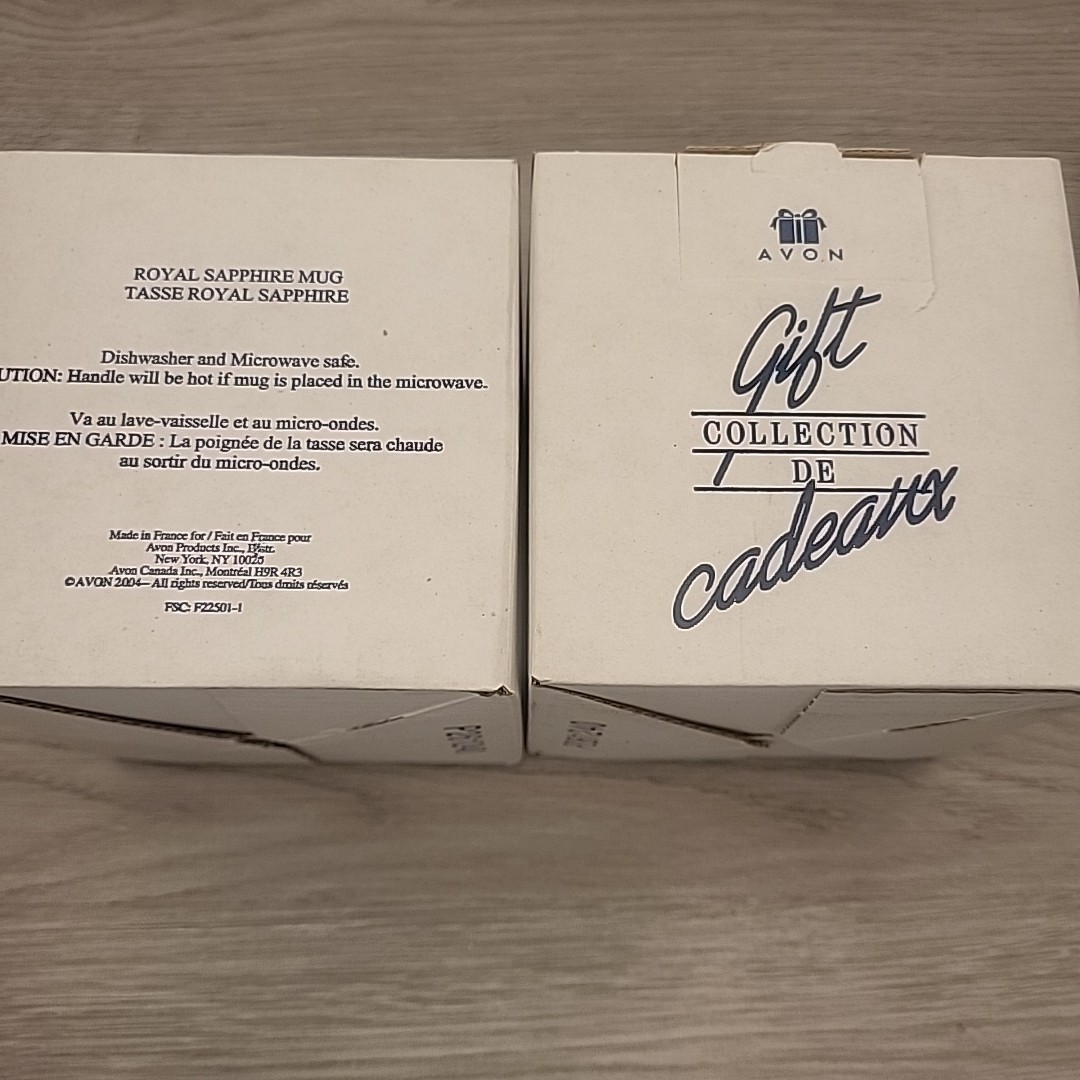 ROYAL SAPPHIRE MUG
TASSE ROYAL SAPPHIRE
Dishwasher and Microwave safe.
UTION: Handle will be hot if mug is placed in the microwave.
Va au lave-vaisselle et au micro-ondes.
MISE EN GARDE : La poignée de la tasse sera chaude
au sortir du micro-ondes.
Made in France for / Fait en France pour
Avon Products Inc., Distr.
New York, NY 10020
Avon Canada Inc., Montréal H9R 4R3
©AVON 2004— All rights reserved/Tous droits réservés
FSC: F22501-1
AVON
Gift
COLLECTION
DE
cadeaux